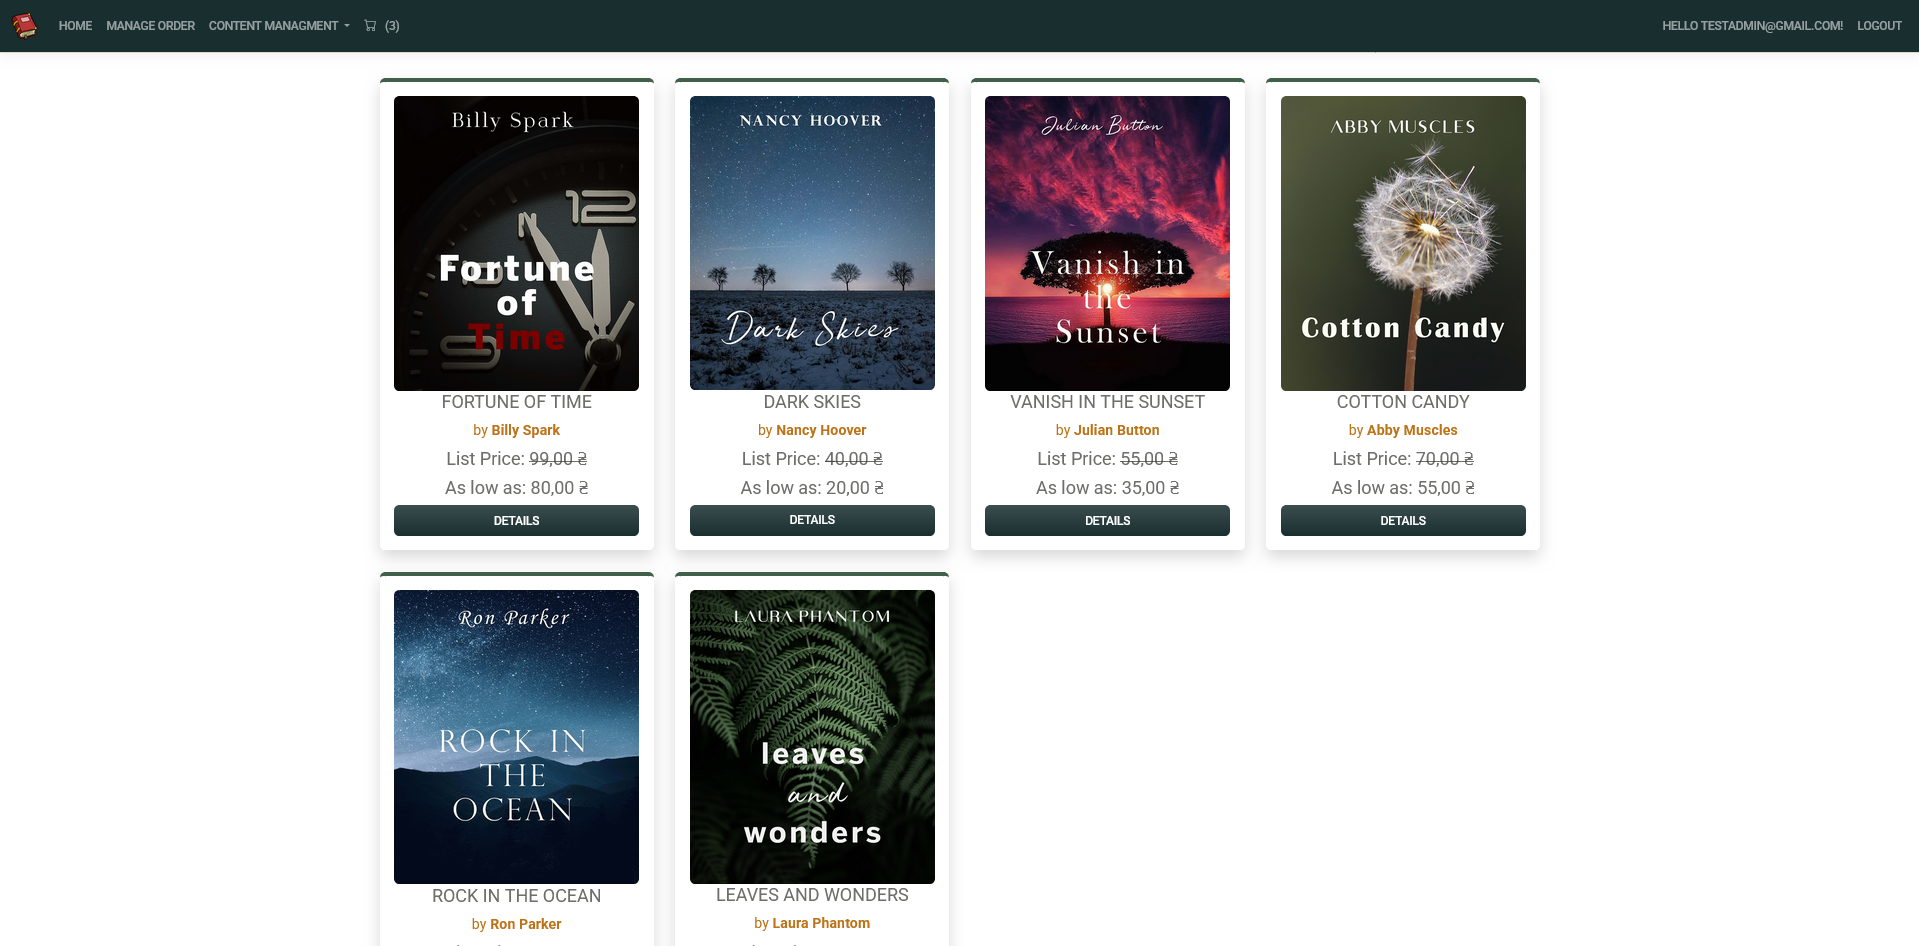 HOME MANAGE ORDER CONTENT MANAGMENT (3) HELLO TESTADMIN@GMAIL.COM! LOGOUT
Billy Spark
12
Fortune
of
Time
FORTUNE OF TIME
by Billy Spark
List Price: 99,00 ₴
As low as: 80,00 ₴
DETAILS
NANCY HOOVER
Dark Skies
DARK SKIES
by Nancy Hoover
List Price: 40,00 ₴
As low as: 20,00 ₴
DETAILS
Julian Button
Vanish in
the
Sunset
VANISH IN THE SUNSET
by Julian Button
List Price: 55,00 ₴
As low as: 35,00 ₴
DETAILS
ABBY MUSCLES
Cotton Candy
COTTON CANDY
by Abby Muscles
List Price: 70,00 ₴
As low as: 55,00 ₴
DETAILS
Ron Parker
ROCK IN
THE
OCEAN
ROCK IN THE OCEAN
by Ron Parker
LAURA PHANTOM
leaves
and
wonders
LEAVES AND WONDERS
by Laura Phantom